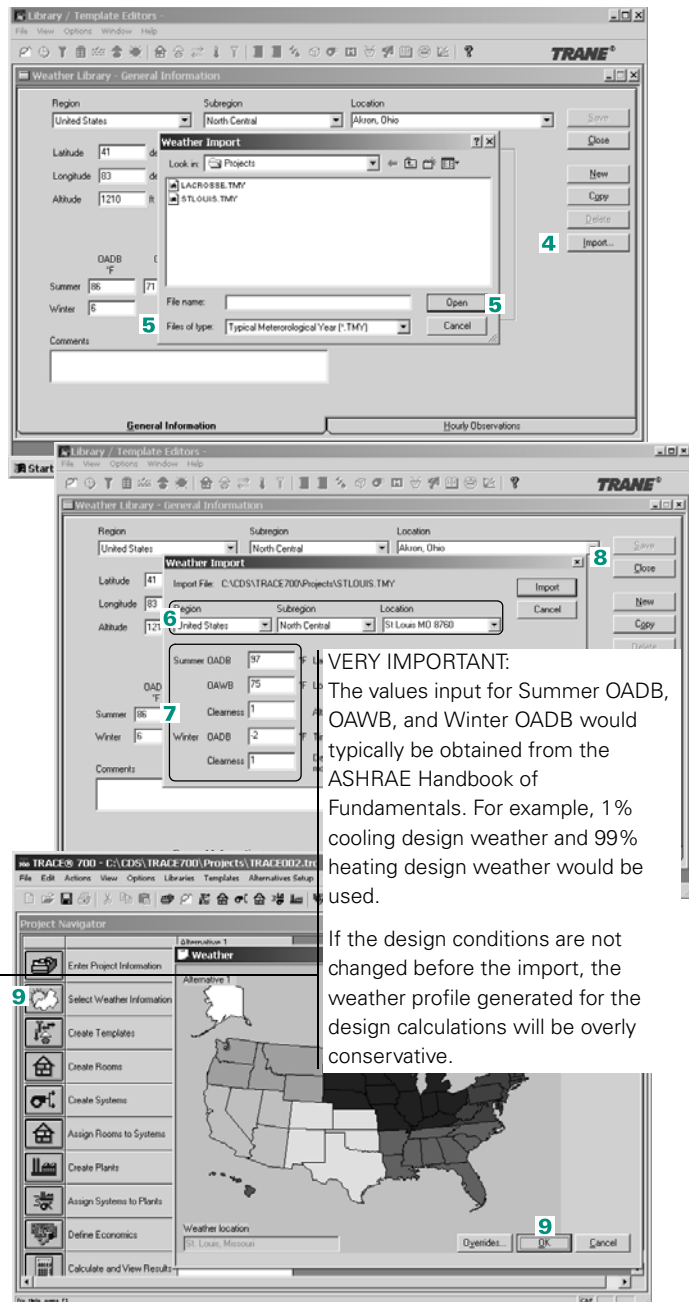 Library / Template Editors -
File View Options Window Help
TRANE®
Weather Library - General Information
Region Subregion Location
United States North Central Akron, Ohio Save
Close
Weather Import
Latitude 41
Look in: Projects
Longitude 83 New
LACROSSE.TMY
STLOUIS.TMY
Altitude 1210 ft Copy
Delete
4 Import...
OADB
°F
Summer 86 71
Winter 6
File name: Open 5
5 Files of type: Typical Meterorological Year (*.TMY) Cancel
Comments
General Information Hourly Observations
Start
Library / Template Editors -
File View Options Window Help
TRANE®
Weather Library - General Information
Region Subregion Location
United States North Central Akron, Ohio Save
Weather Import 8 Close
Latitude 41 Import File: C:\CDS\TRACE700\Projects\STLOUIS.TMY Import
Longitude 83 Region Subregion Location Cancel New
6 United States North Central St Louis MO 8760
Altitude 121 Copy
Delete
Summer OADB 97 °F
OAWB 75 °F
Clearness 1
7 Winter OADB -2 °F
Clearness 1
OAD
°F
Summer 86
Winter 6
Comments
VERY IMPORTANT:
The values input for Summer OADB,
OAWB, and Winter OADB would
typically be obtained from the
ASHRAE Handbook of
Fundamentals. For example, 1%
cooling design weather and 99%
heating design weather would be
used.
If the design conditions are not
changed before the import, the
weather profile generated for the
design calculations will be overly
conservative.
TRACE® 700 - C:\CDS\TRACE700\Projects\TRACE002.trc
File Edit Actions View Options Libraries Templates Alternatives Setup
Project Navigator
Alternative 1
Weather
Alternative 1
Enter Project Information
9 Select Weather Information
Create Templates
Create Rooms
Create Systems
Assign Rooms to Systems
Create Plants
Assign Systems to Plants
Define Economics
Calculate and View Results
Weather location
St. Louis, Missouri
9
Overrides... OK Cancel
For Help, press F1
CAP